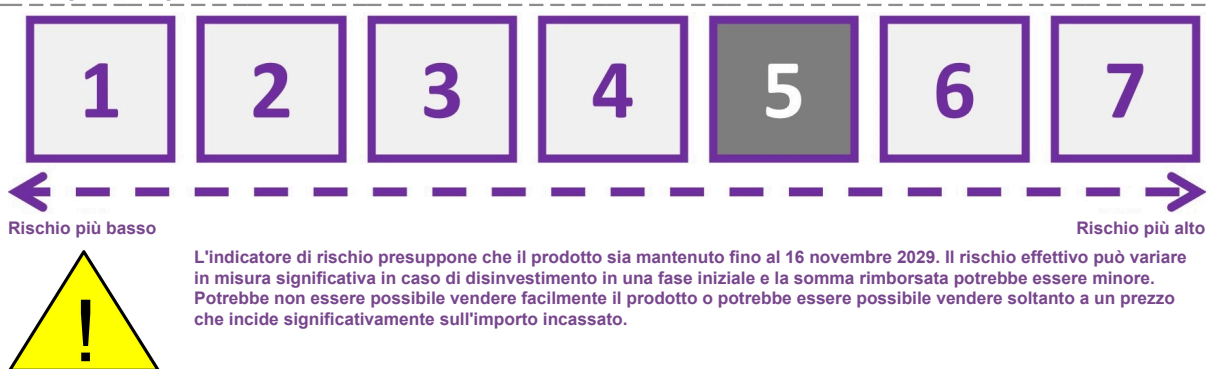 1 2 3 4 5 6 7
Rischio più basso Rischio più alto
L'indicatore di rischio presuppone che il prodotto sia mantenuto fino al 16 novembre 2029. Il rischio effettivo può variare
in misura significativa in caso di disinvestimento in una fase iniziale e la somma rimborsata potrebbe essere minore.
Potrebbe non essere possibile vendere facilmente il prodotto o potrebbe essere possibile vendere soltanto a un prezzo
che incide significativamente sull'importo incassato.
!